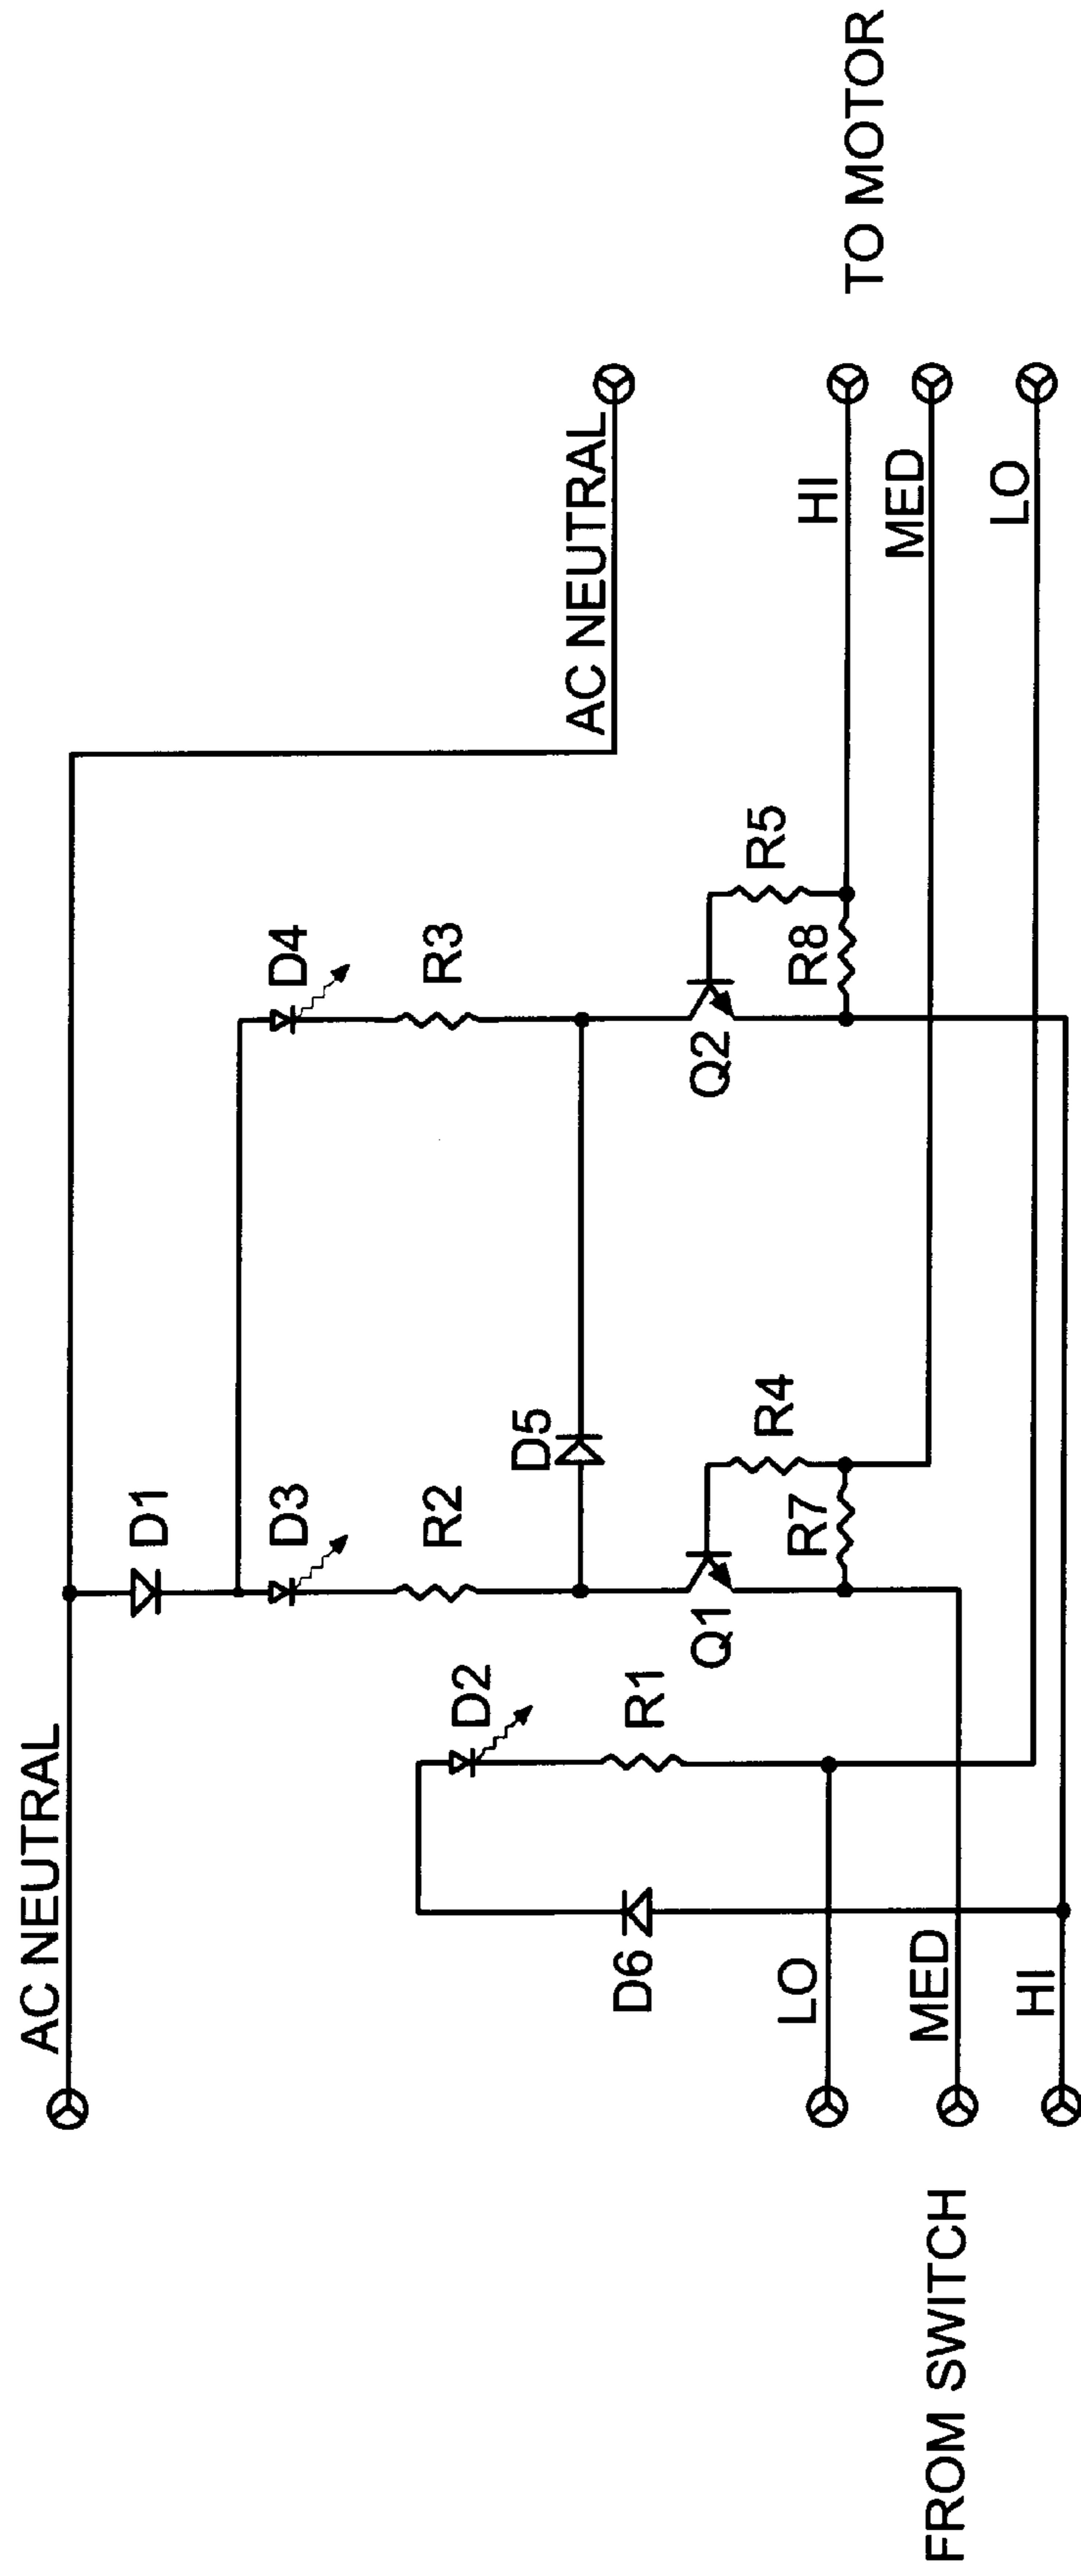 AC NEUTRAL
D1
D3
D4
AC NEUTRAL
D2
R2
R3
D5
R1
D6
Q1
R4
Q2
R5
R7
R8
LO
HI
TO MOTOR
FROM SWITCH
MED
MED
HI
LO